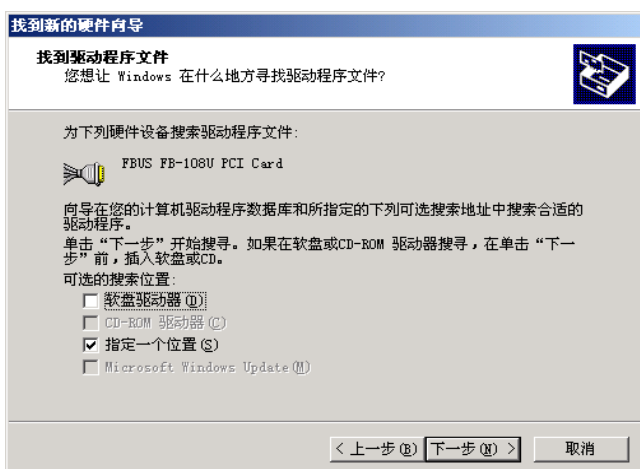 找到新的硬件向导
找到驱动程序文件
您想让 Windows 在什么地方寻找驱动程序文件?
为下列硬件设备搜索驱动程序文件:
FBUS FB-108U PCI Card
向导在您的计算机驱动程序数据库和所指定的下列可选搜索地址中搜索合适的
驱动程序。
单击“下一步”开始搜寻。如果在软盘或CD-ROM 驱动器搜寻，在单击“下一
步”前，插入软盘或CD。
可选的搜索位置:
软盘驱动器(D)
CD-ROM 驱动器(C)
指定一个位置(S)
Microsoft Windows Update(M)
< 上一步(B) 下一步(N) > 取消